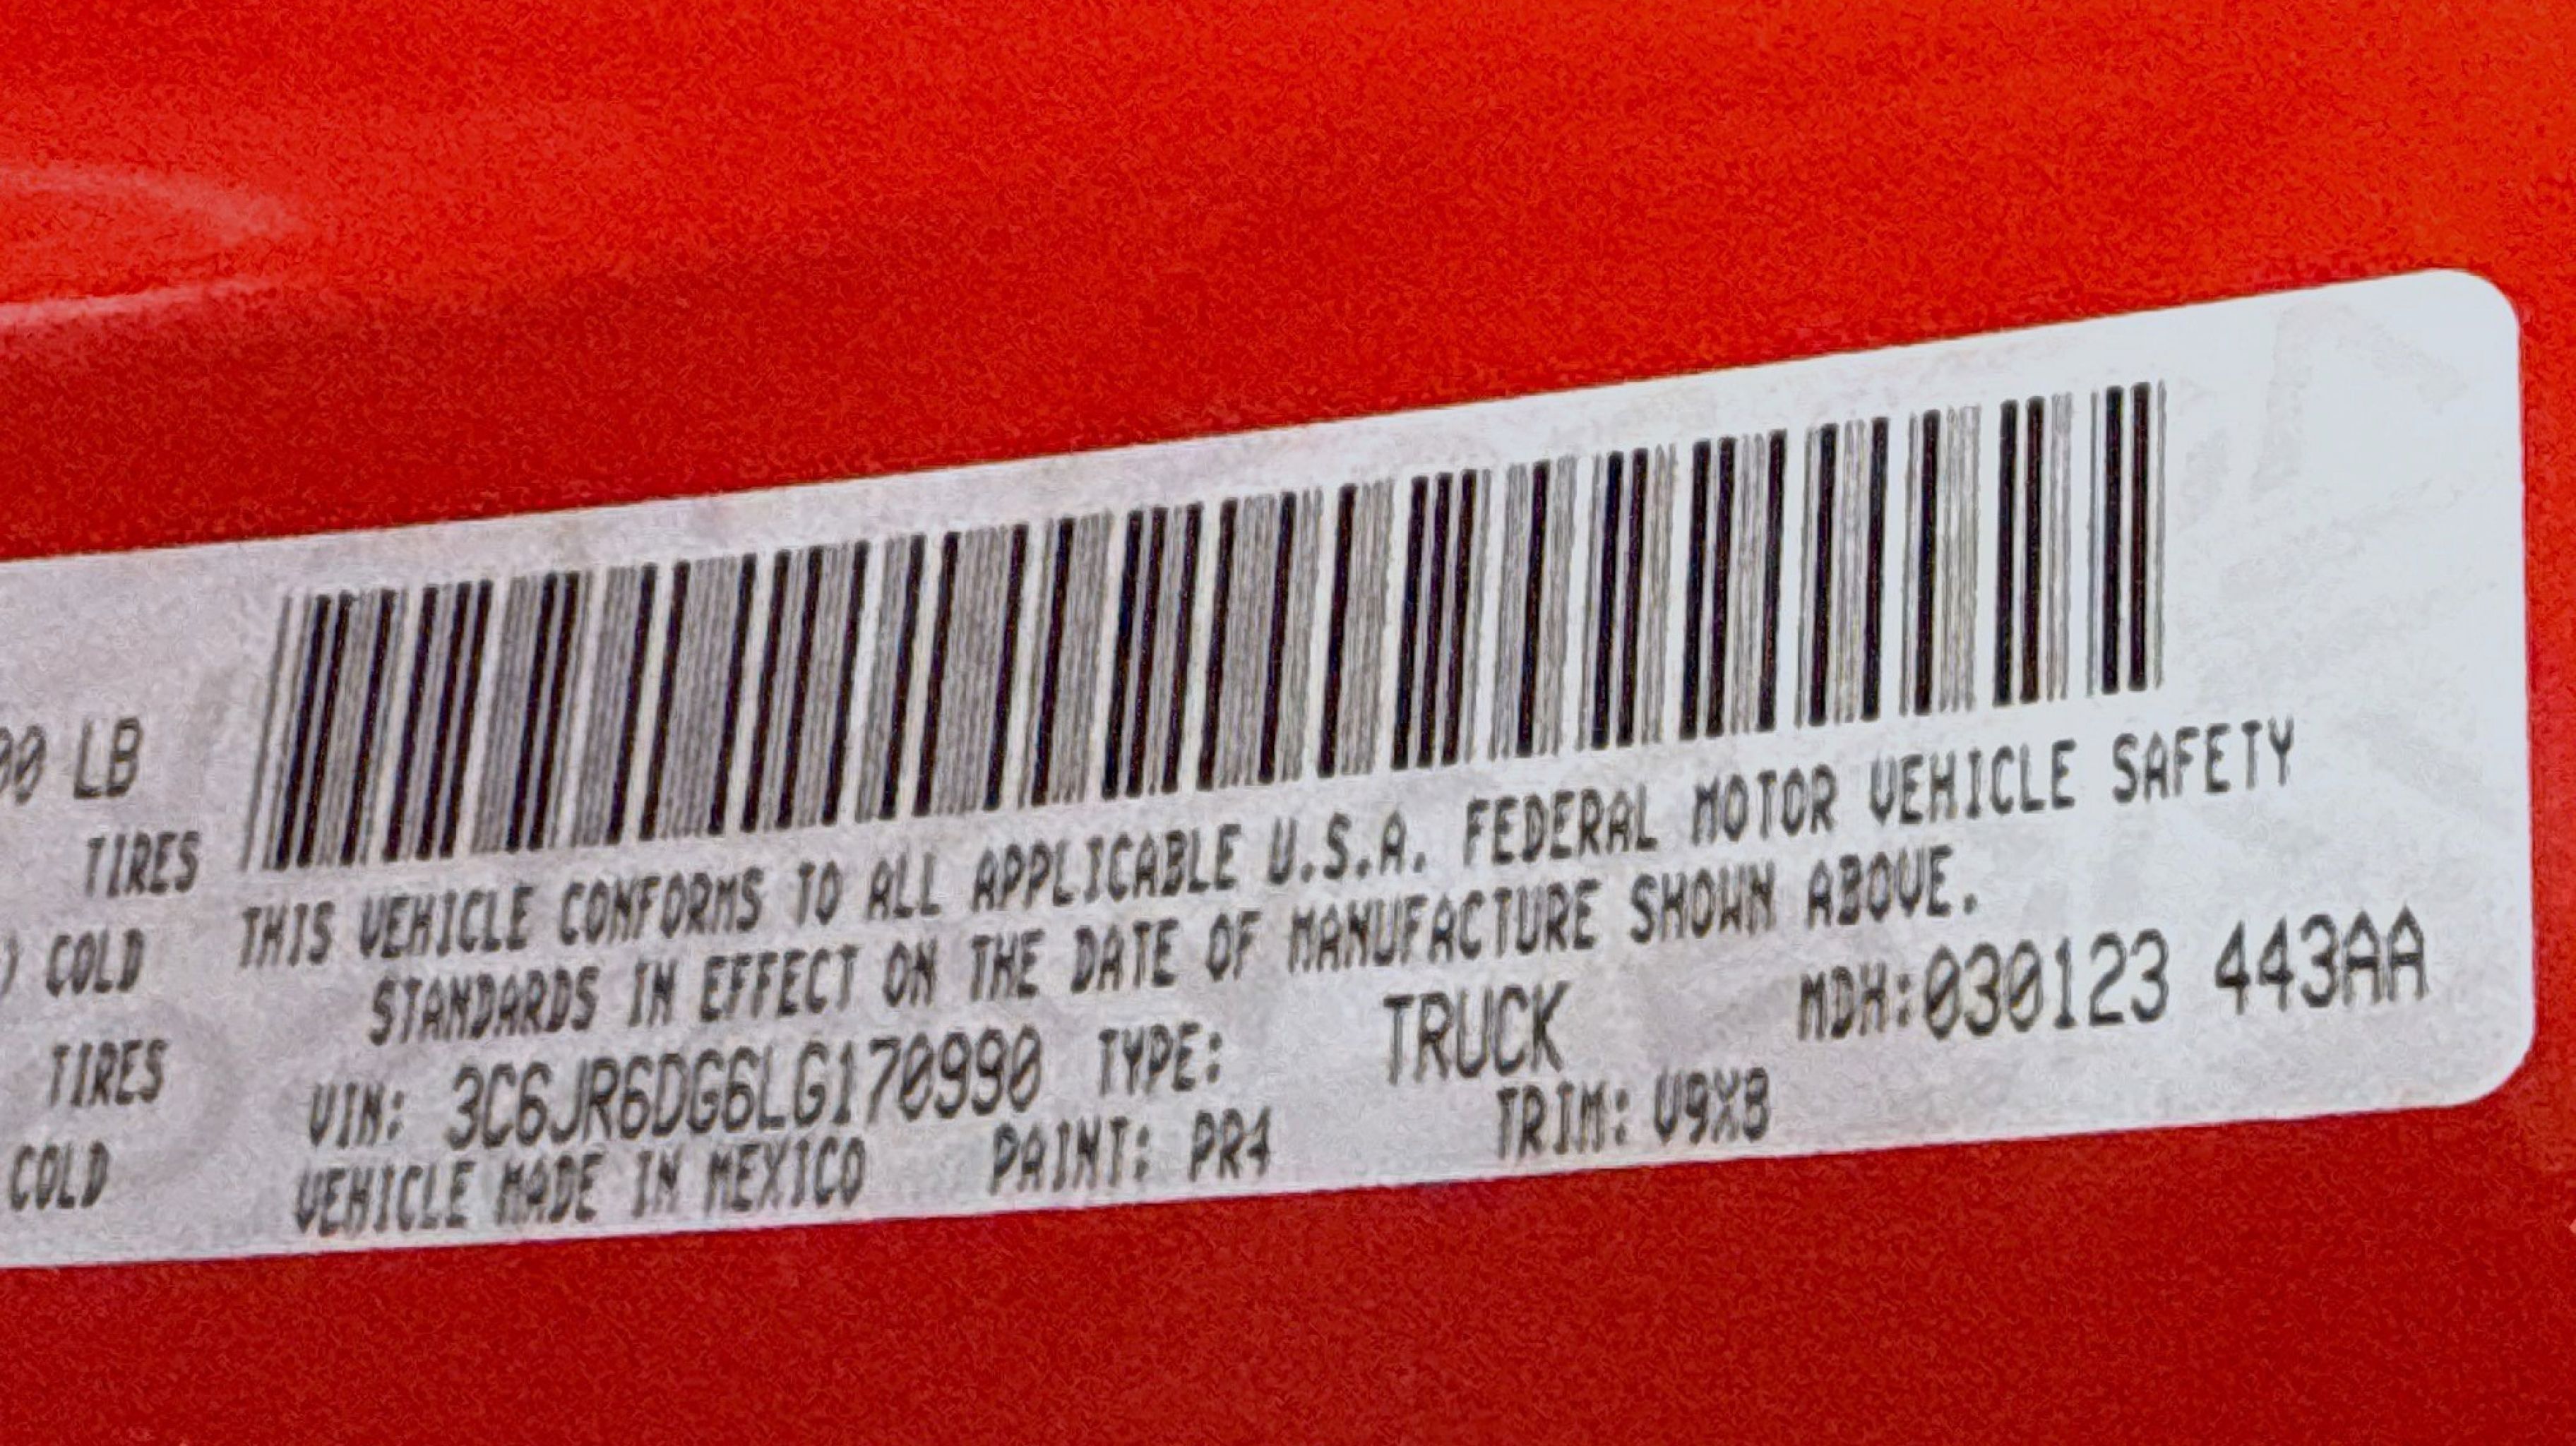 00 LB
TIRES
) COLD
TIRES
COLD
THIS VEHICLE CONFORMS TO ALL APPLICABLE U.S.A. FEDERAL MOTOR VEHICLE SAFETY
STANDARDS IN EFFECT ON THE DATE OF MANUFACTURE SHOWN ABOVE.
VIN: 3C6JR6DG6LG170990 TYPE: TRUCK MDH:030123 443AA
VEHICLE MADE IN MEXICO PAINT: PR4 TRIM: V9X8